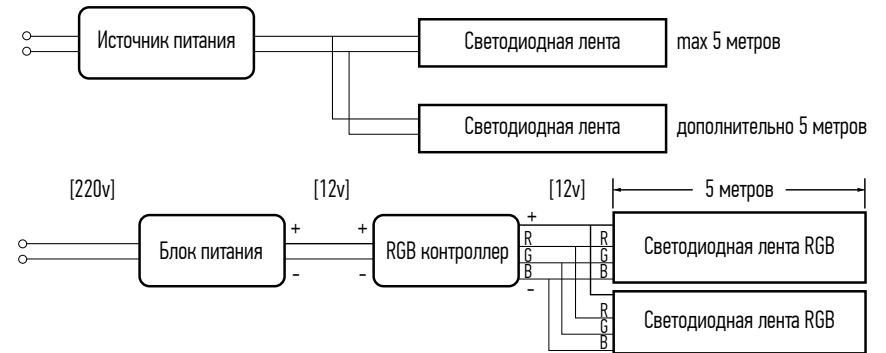 Источник питания
Светодиодная лента
max 5 метров
Светодиодная лента
дополнительно 5 метров
[220v]
[12v]
[12v]
5 метров
Блок питания
+
-
+
-
RGB контроллер
+
R
G
B
-
R
G
B
Светодиодная лента RGB
R
G
B
Светодиодная лента RGB